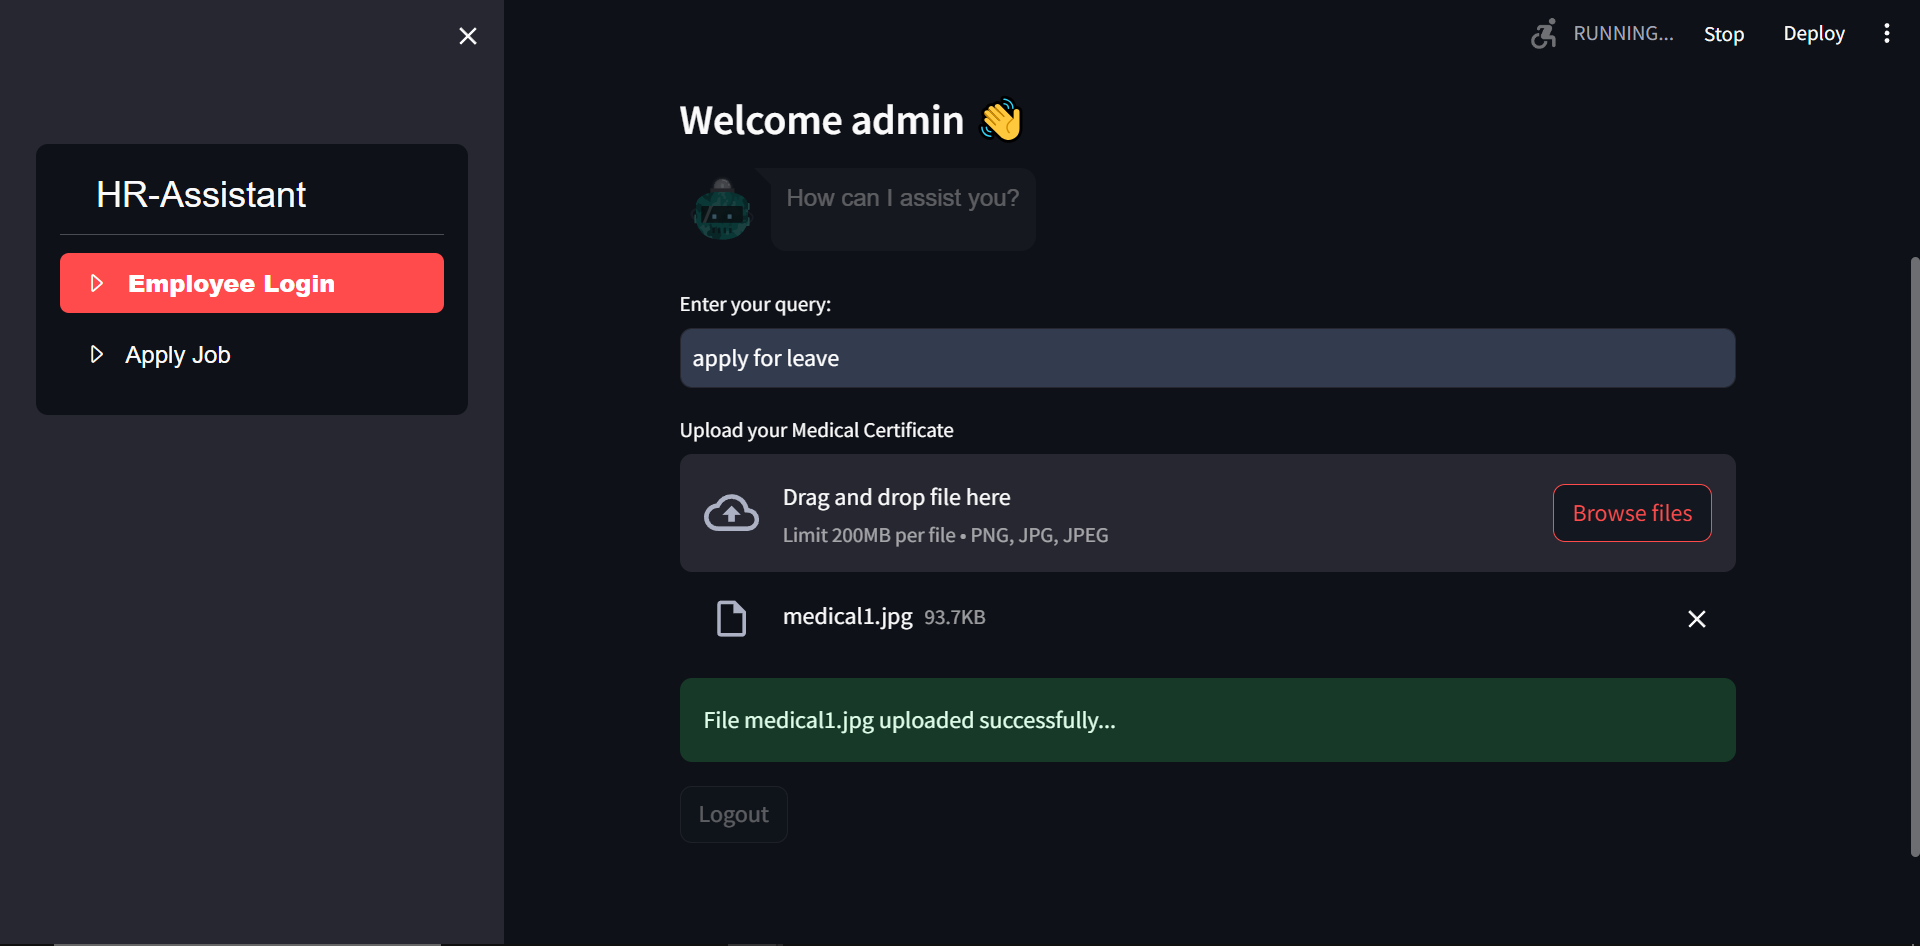 RUNNING...
Stop
Deploy
HR-Assistant
Employee Login
Apply Job
Welcome admin 👋
How can I assist you?
Enter your query:
apply for leave
Upload your Medical Certificate
Drag and drop file here
Limit 200MB per file • PNG, JPG, JPEG
Browse files
medical1.jpg 93.7KB
File medical1.jpg uploaded successfully...
Logout